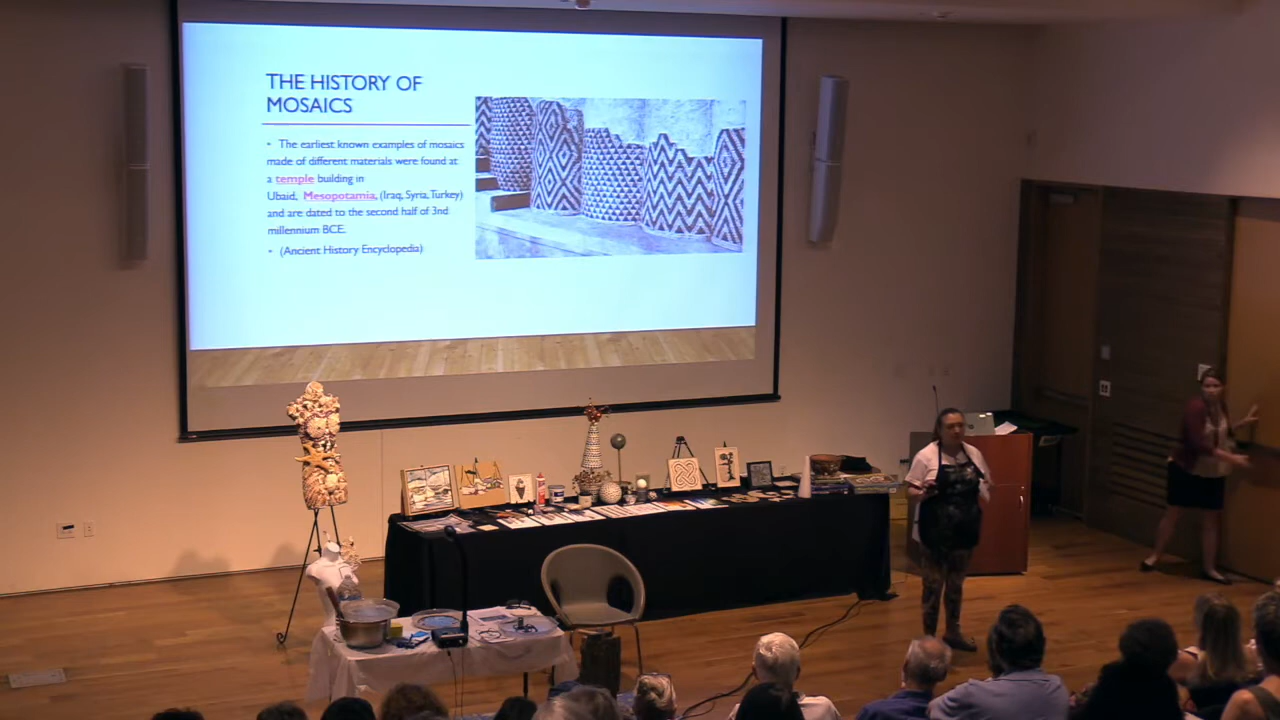 THE HISTORY OF
MOSAICS
• The earliest known examples of mosaics
made of different materials were found at
a temple building in
Ubaid, Mesopotamia, (Iraq, Syria, Turkey)
and are dated to the second half of 3nd
millennium BCE.
• (Ancient History Encyclopedia)